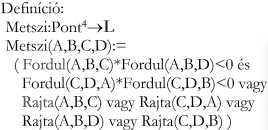 Definíció:
Metszi:Pont⁴→L
Metszi(A,B,C,D):=
( Fordul(A,B,C)*Fordul(A,B,D)<0 és
Fordul(C,D,A)*Fordul(C,D,B)<0 vagy
Rajta(A,B,C) vagy Rajta(C,D,A) vagy
Rajta(A,B,D) vagy Rajta(C,D,B) )